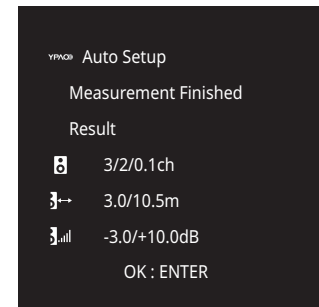 YPAO Auto Setup
Measurement Finished
Result
3/2/0.1ch
3.0/10.5m
-3.0/+10.0dB
OK : ENTER